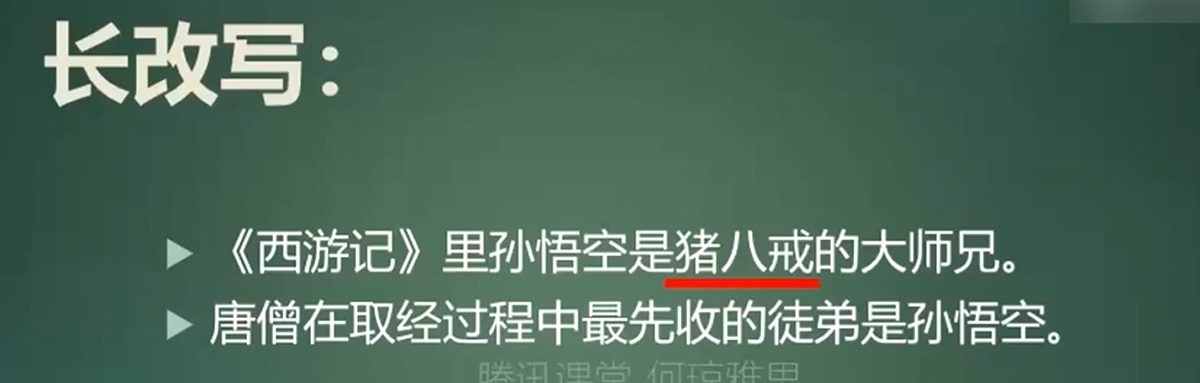 长改写：
《西游记》里孙悟空是猪八戒的大师兄。
唐僧在取经过程中最先收的徒弟是孙悟空。
腾讯课堂 何琼雅思